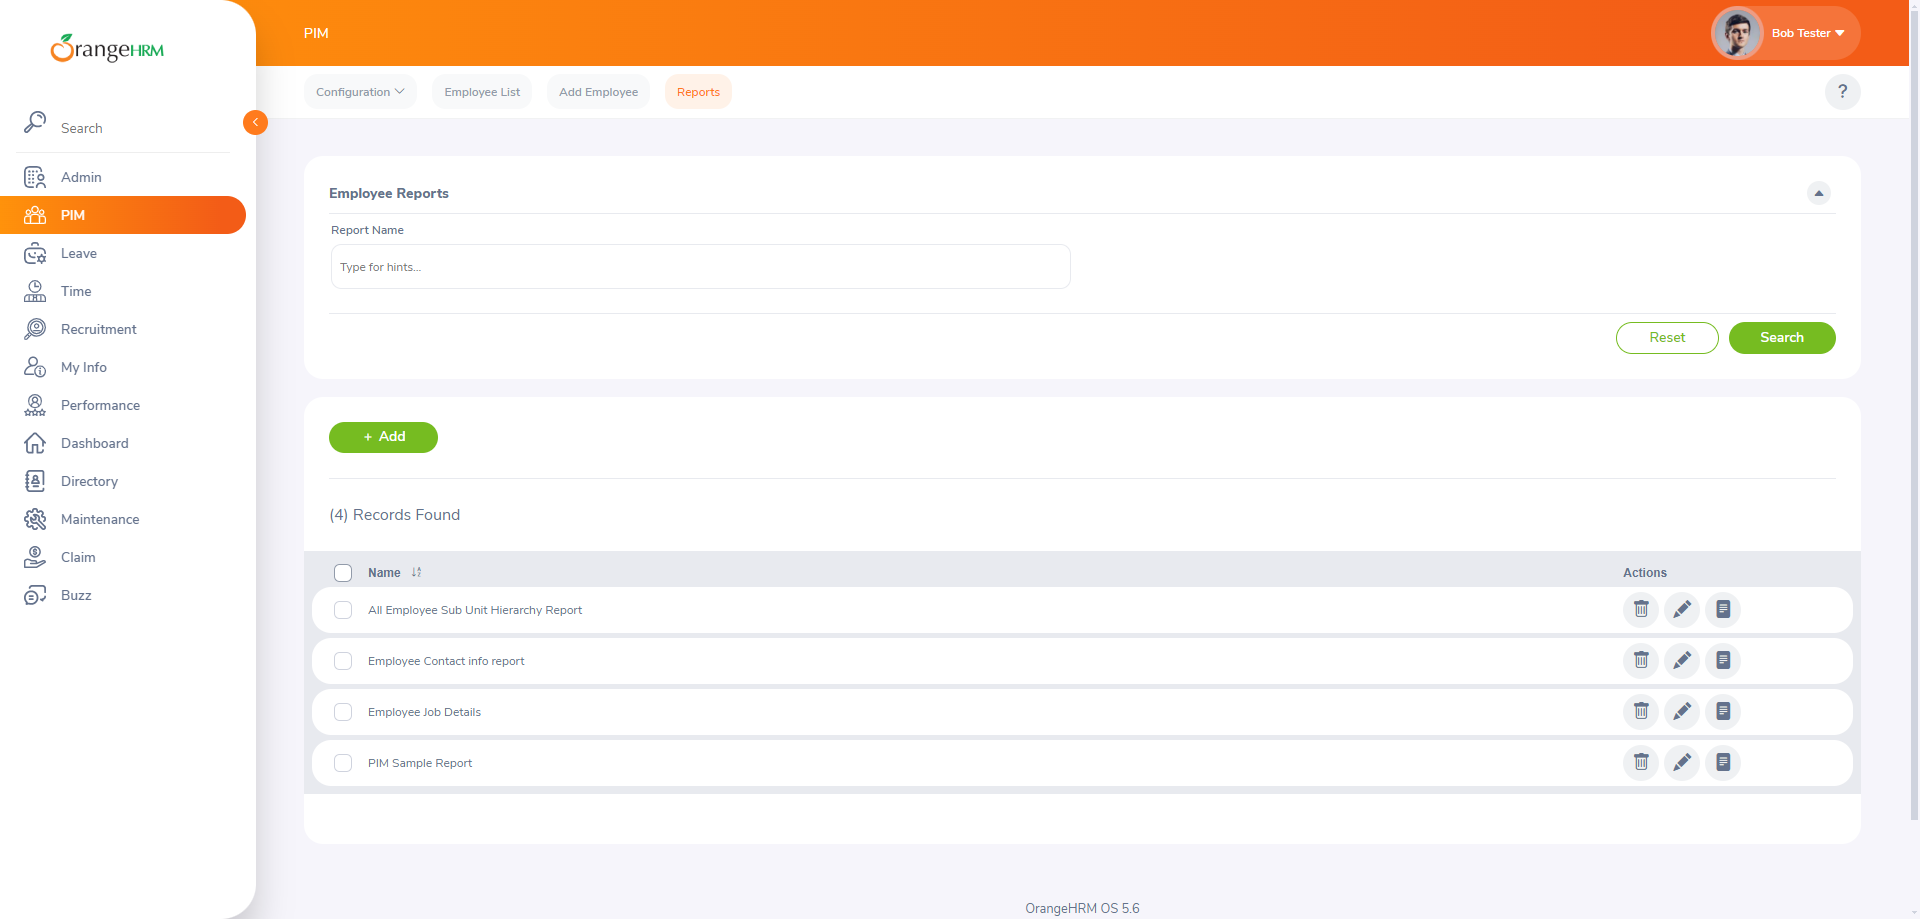 OrangeHRM
PIM
Bob Tester
Configuration
Employee List
Add Employee
Reports
?
Search
Admin
PIM
Leave
Time
Recruitment
My Info
Performance
Dashboard
Directory
Maintenance
Claim
Buzz
Employee Reports
Report Name
Type for hints...
Reset
Search
+ Add
(4) Records Found
Name
Actions
All Employee Sub Unit Hierarchy Report
Employee Contact info report
Employee Job Details
PIM Sample Report
OrangeHRM OS 5.6